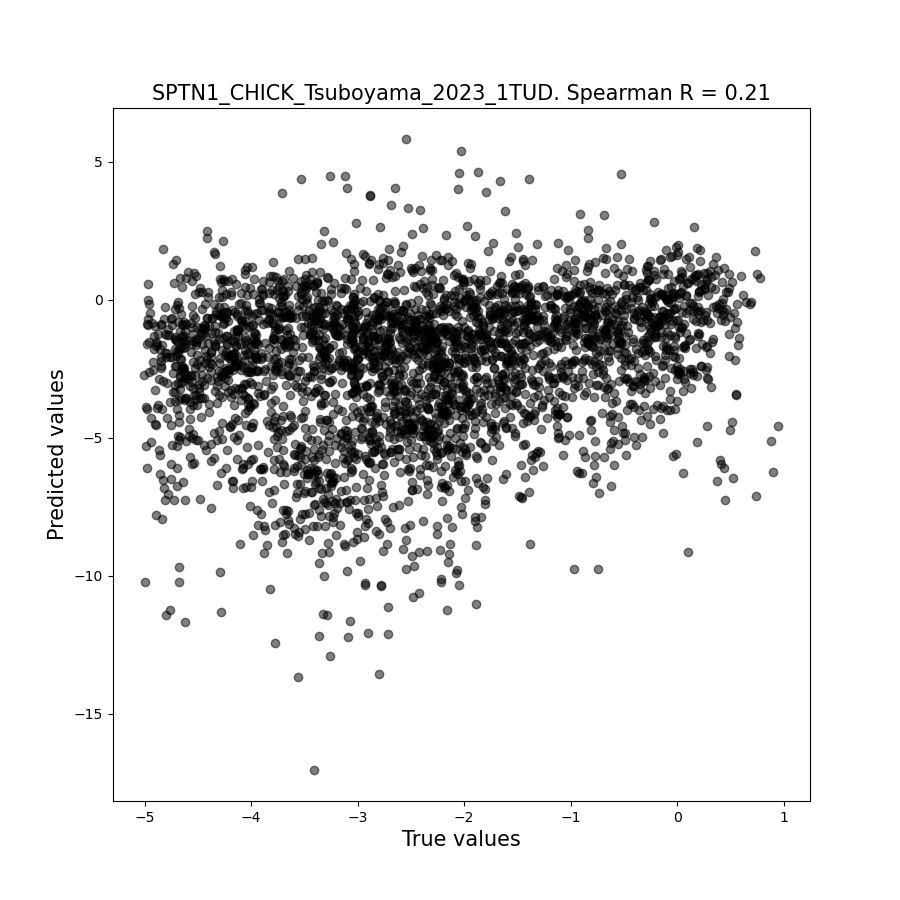 SPTN1_CHICK_Tsuboyama_2023_1TUD. Spearman R = 0.21
5
0
−5
−10
−15
Predicted values
−5 −4 −3 −2 −1 0 1
True values